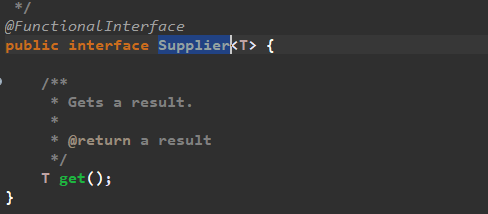 */
@FunctionalInterface
public interface Supplier<T> {
/**
* Gets a result.
*
* @return a result
*/
T get();
}